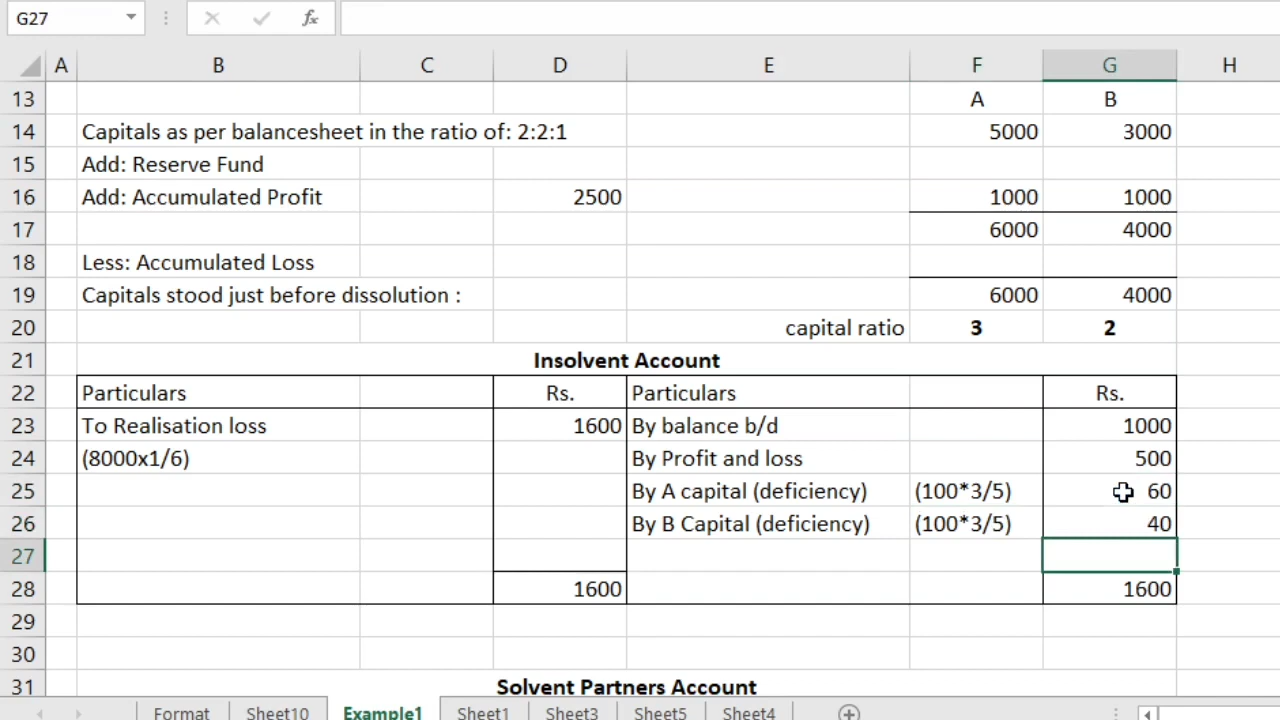 G27 fx
A B C D E F G H
13 A B
14 Capitals as per balancesheet in the ratio of: 2:2:1 5000 3000
15 Add: Reserve Fund
16 Add: Accumulated Profit 2500 1000 1000
17 6000 4000
18 Less: Accumulated Loss
19 Capitals stood just before dissolution : 6000 4000
20 capital ratio 3 2
21 Insolvent Account
22 Particulars Rs. Particulars Rs.
23 To Realisation loss 1600 By balance b/d 1000
24 (8000x1/6) By Profit and loss 500
25 By A capital (deficiency) (100*3/5) 60
26 By B Capital (deficiency) (100*3/5) 40
27
28 1600 1600
29
30
31 Solvent Partners Account
Format Sheet10 Example1 Sheet1 Sheet3 Sheet5 Sheet4